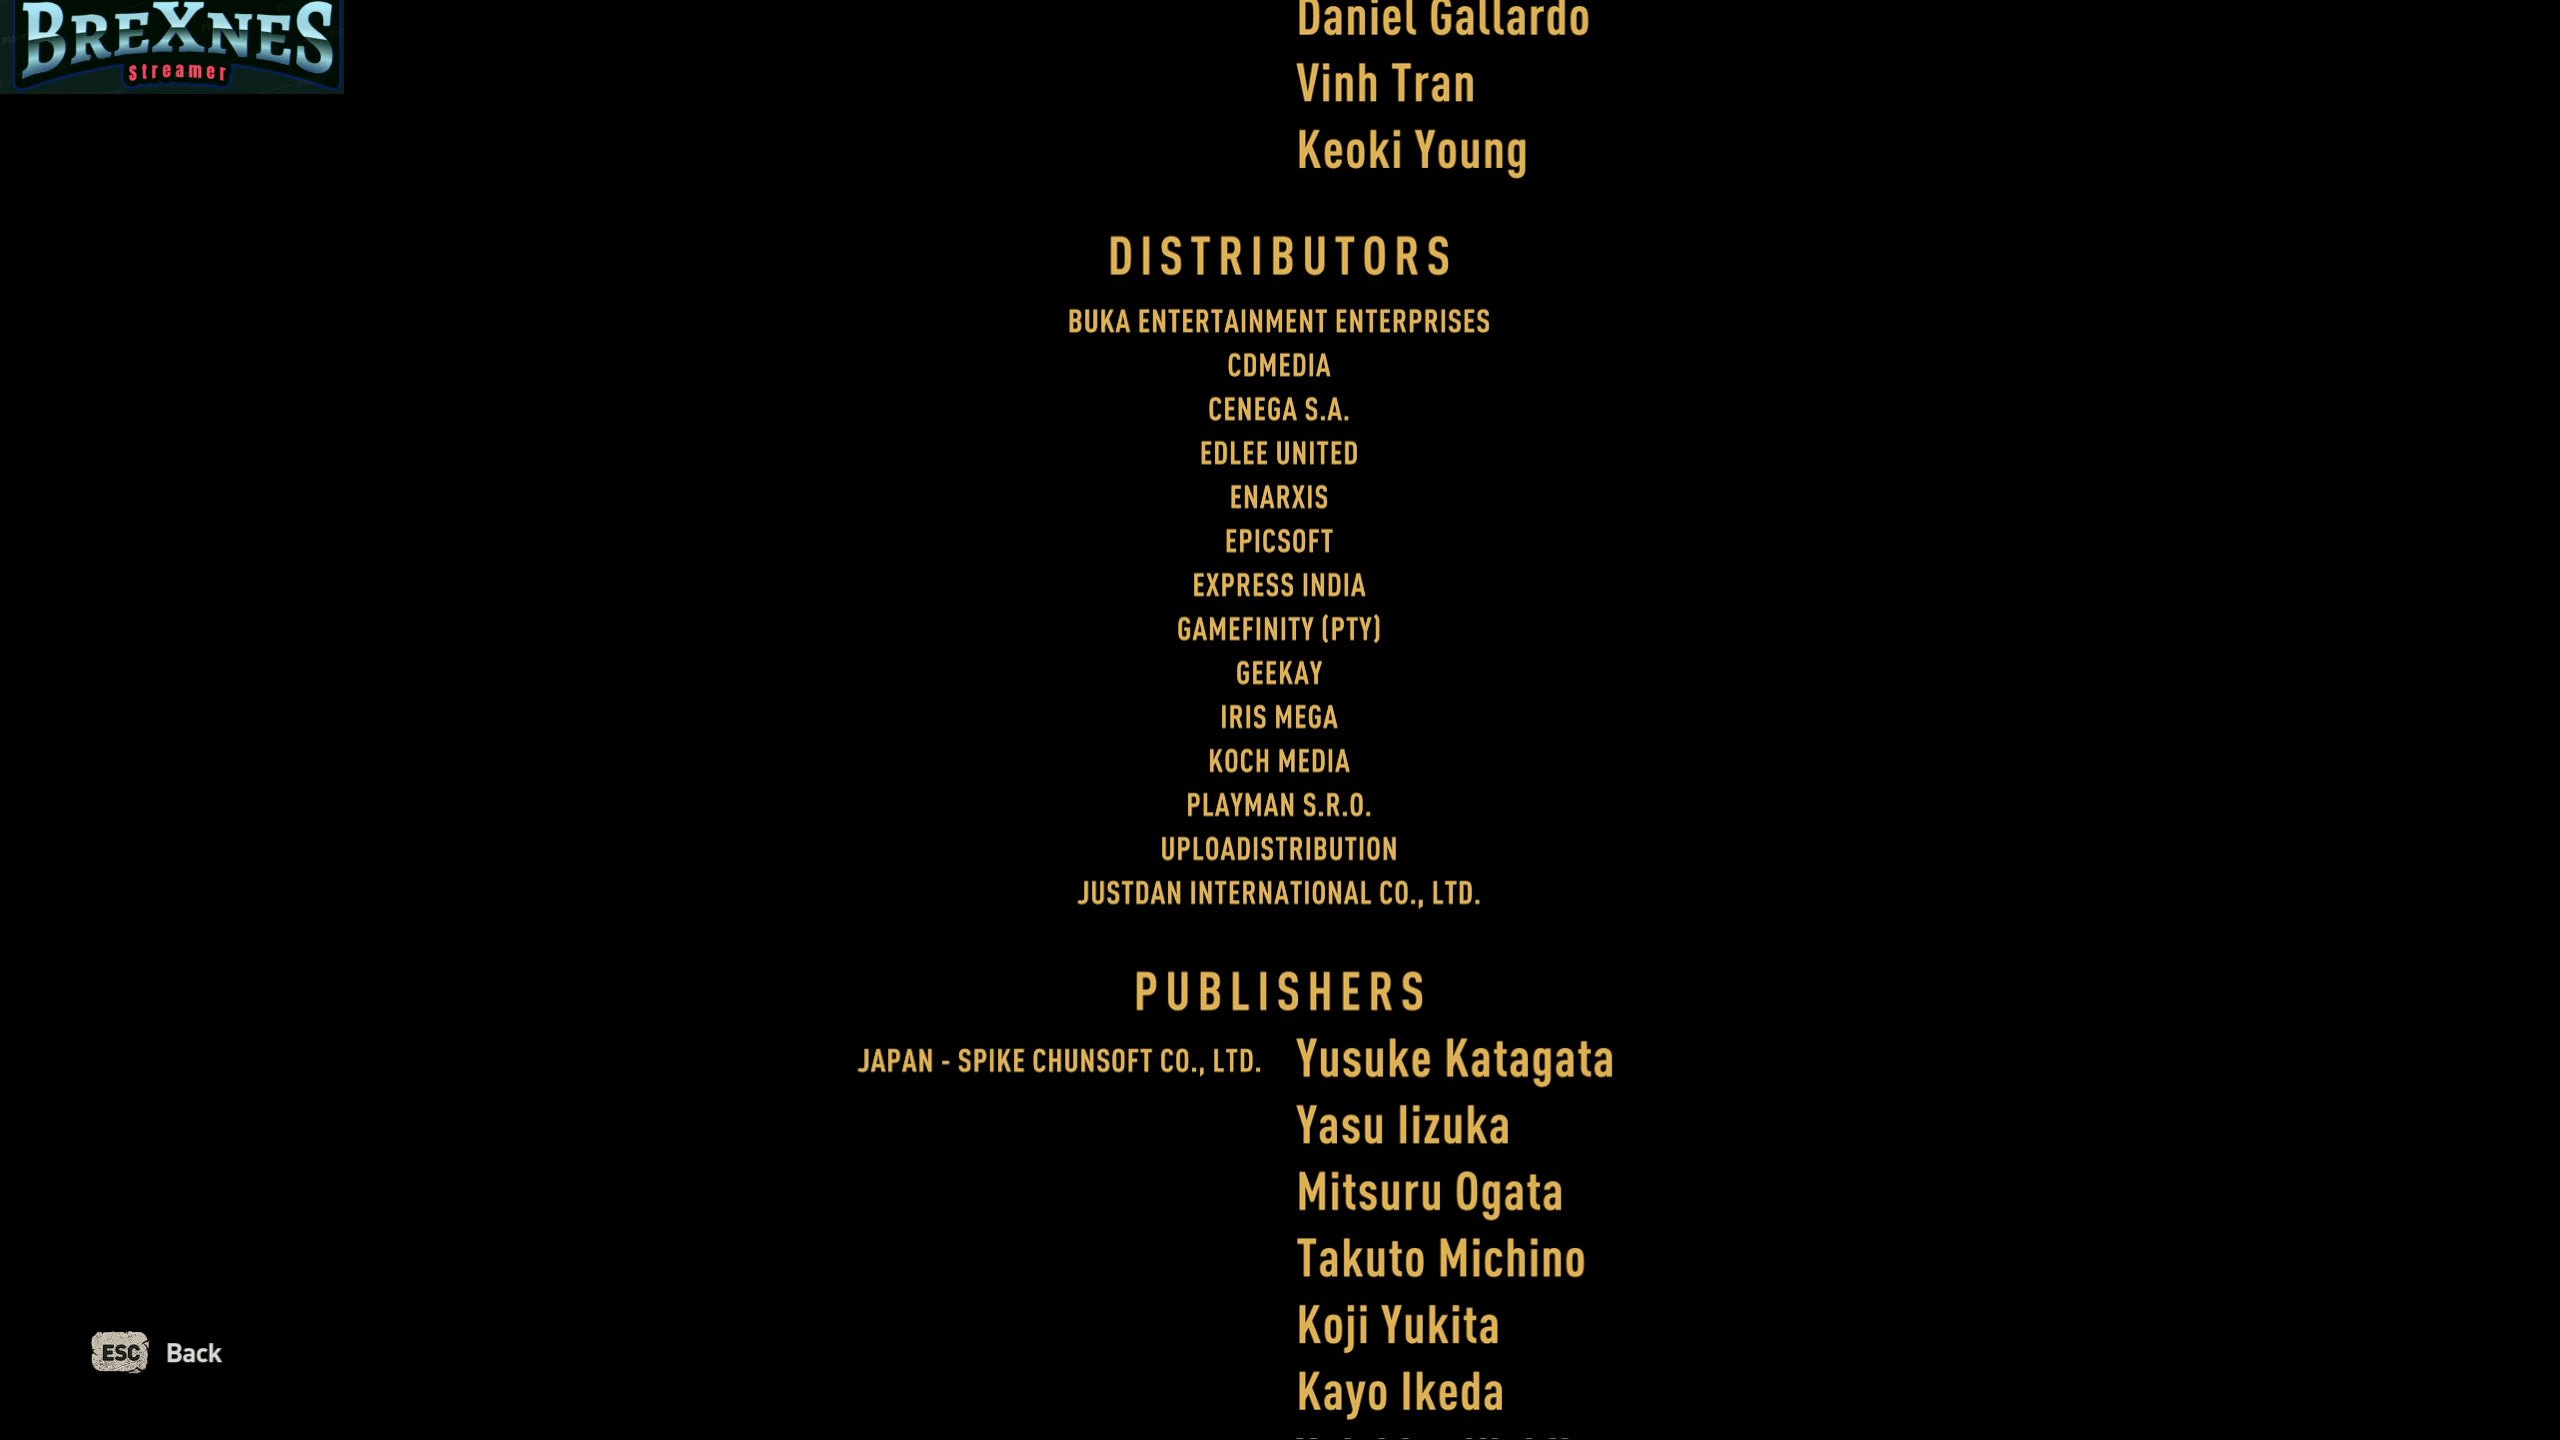 BREXNES
streamer
Daniel Gallardo
Vinh Tran
Keoki Young
DISTRIBUTORS
BUKA ENTERTAINMENT ENTERPRISES
CDMEDIA
CENEGA S.A.
EDLEE UNITED
ENARXIS
EPICSOFT
EXPRESS INDIA
GAMEFINITY (PTY)
GEEKAY
IRIS MEGA
KOCH MEDIA
PLAYMAN S.R.O.
UPLOADISTRIBUTION
JUSTDAN INTERNATIONAL CO., LTD.
PUBLISHERS
JAPAN - SPIKE CHUNSOFT CO., LTD. Yusuke Katagata
Yasu Iizuka
Mitsuru Ogata
Takuto Michino
Koji Yukita
Kayo Ikeda
ESC Back